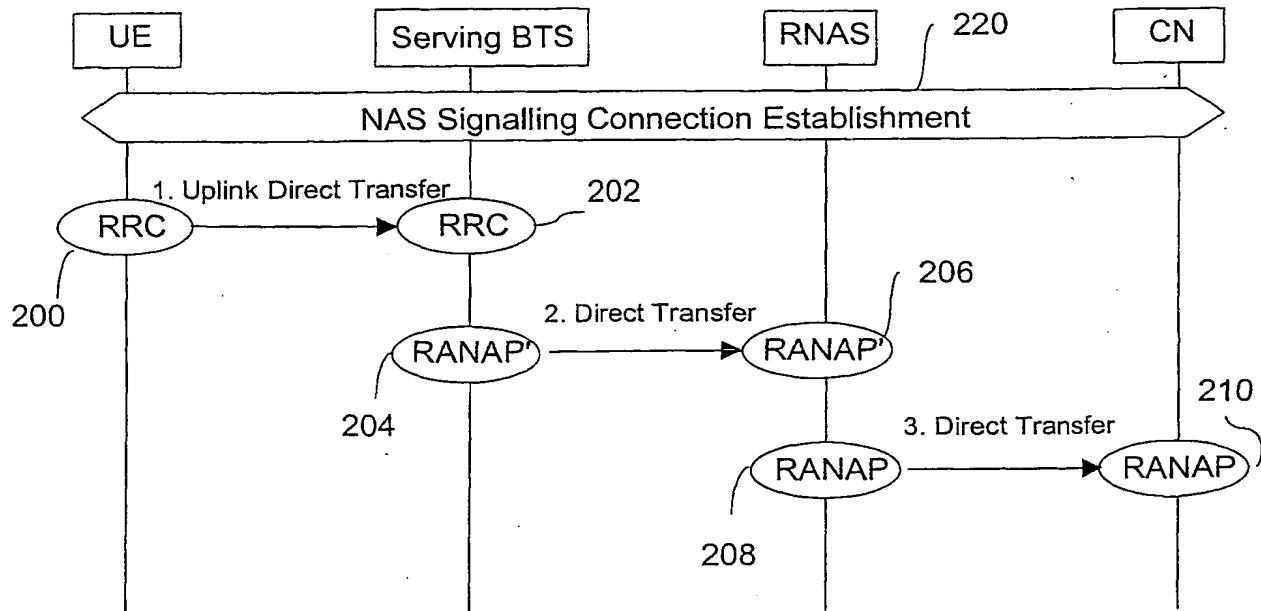 UE
Serving BTS
RNAS
220
CN
NAS Signalling Connection Establishment
1. Uplink Direct Transfer
202
RRC
RRC
200
206
2. Direct Transfer
RANAP'
RANAP'
204
210
3. Direct Transfer
RANAP
RANAP
208